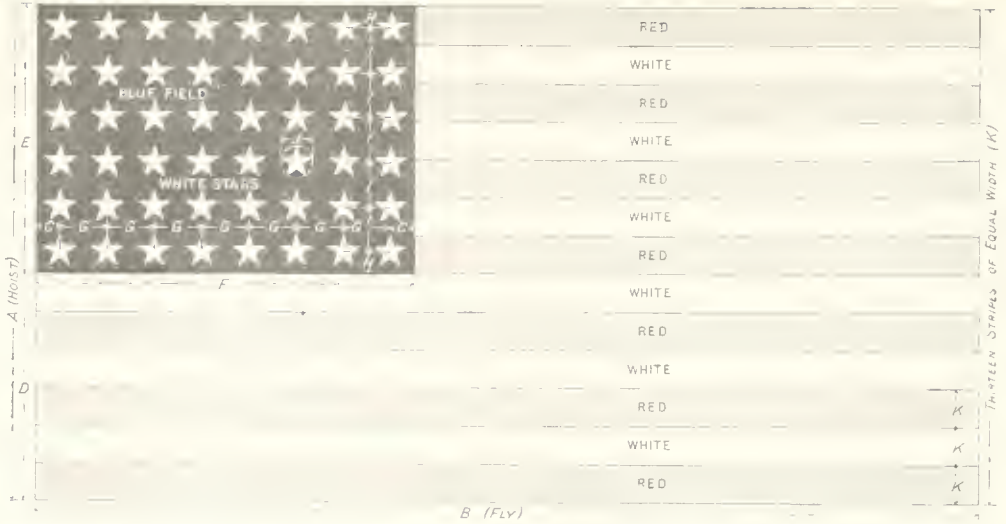 RED
WHITE
RED
BLUE FIELD
WHITE
E
RED
WHITE STARS
WHITE
G G G G G G G G
RED
WHITE
F
RED
WHITE
D
RED
K
WHITE
K
RED
K
A (HOIST)
B (FLY)
THIRTEEN STRIPES OF EQUAL WIDTH (K)